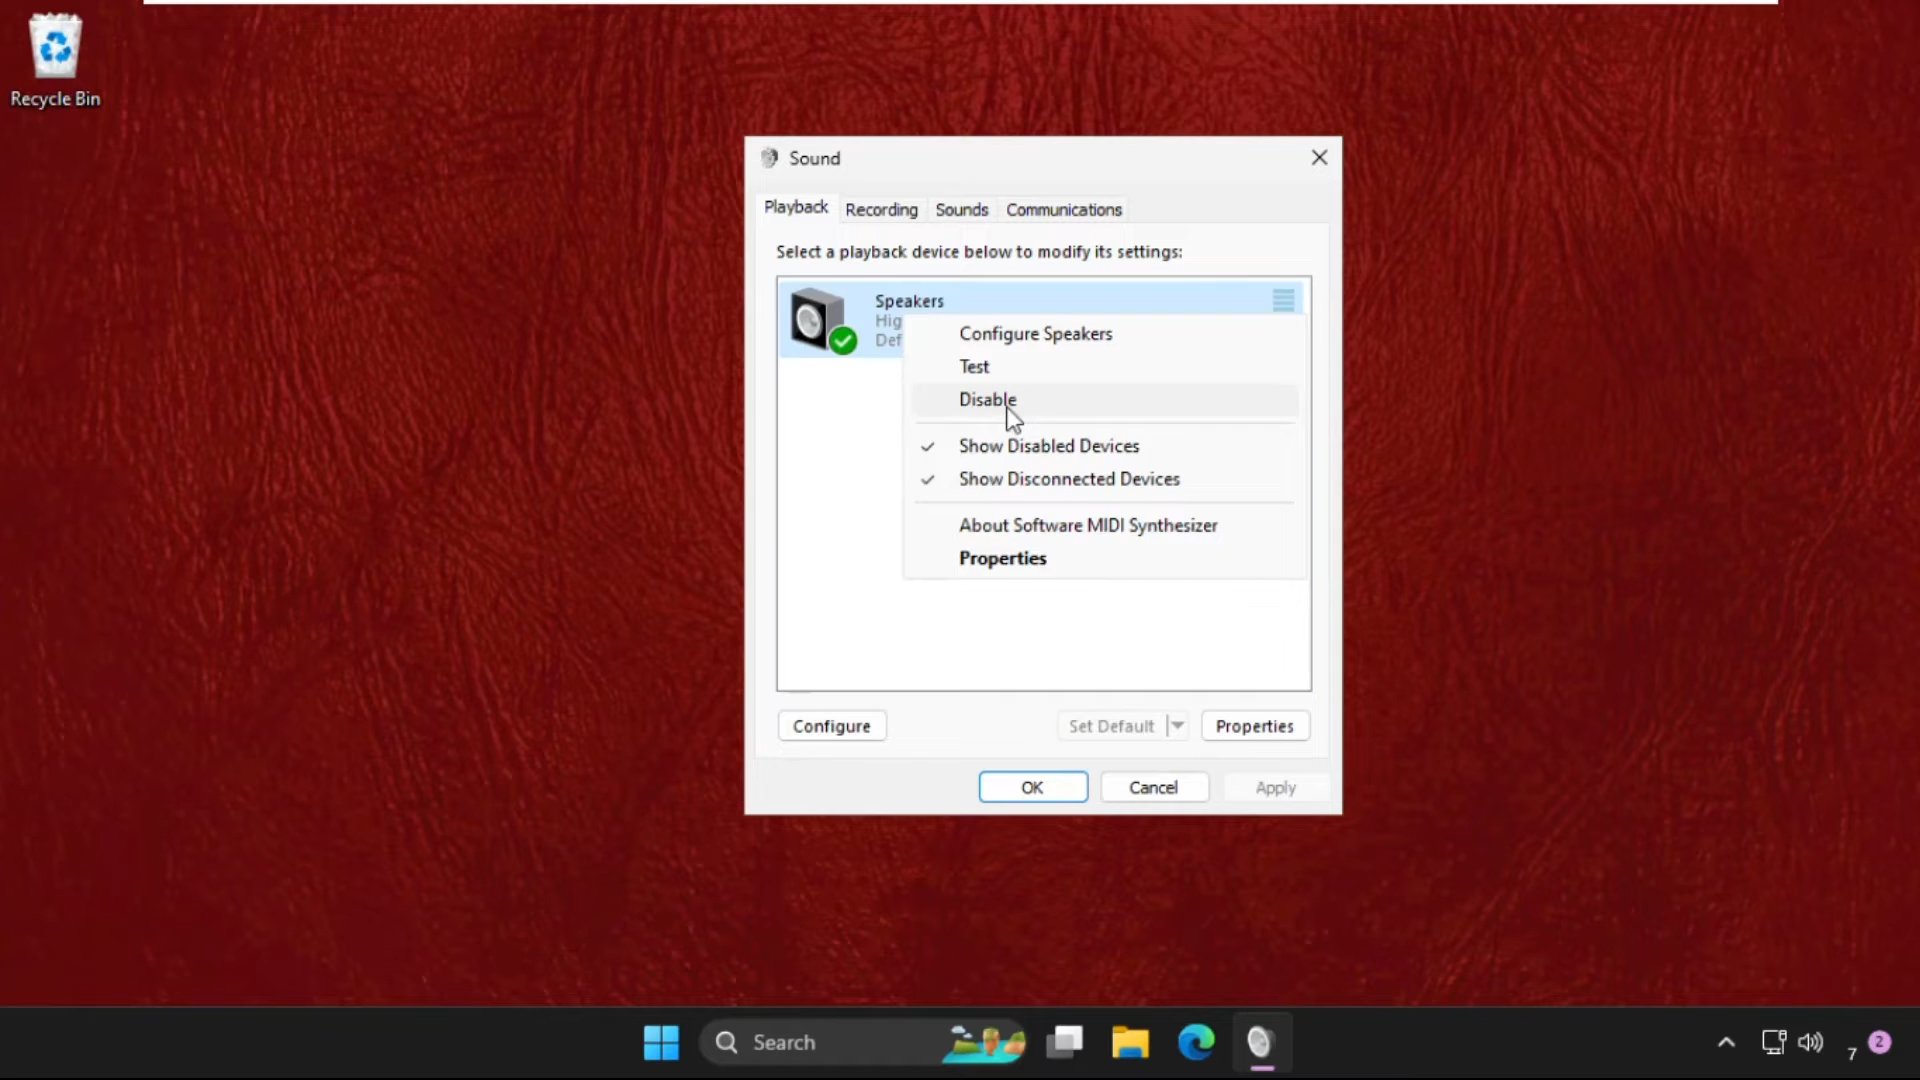 Recycle Bin
Sound
Playback
Recording
Sounds
Communications
Select a playback device below to modify its settings:
Speakers
Hig
Def
Configure Speakers
Test
Disable
Show Disabled Devices
Show Disconnected Devices
About Software MIDI Synthesizer
Properties
Configure
Set Default
Properties
OK
Cancel
Apply
Search
7
2